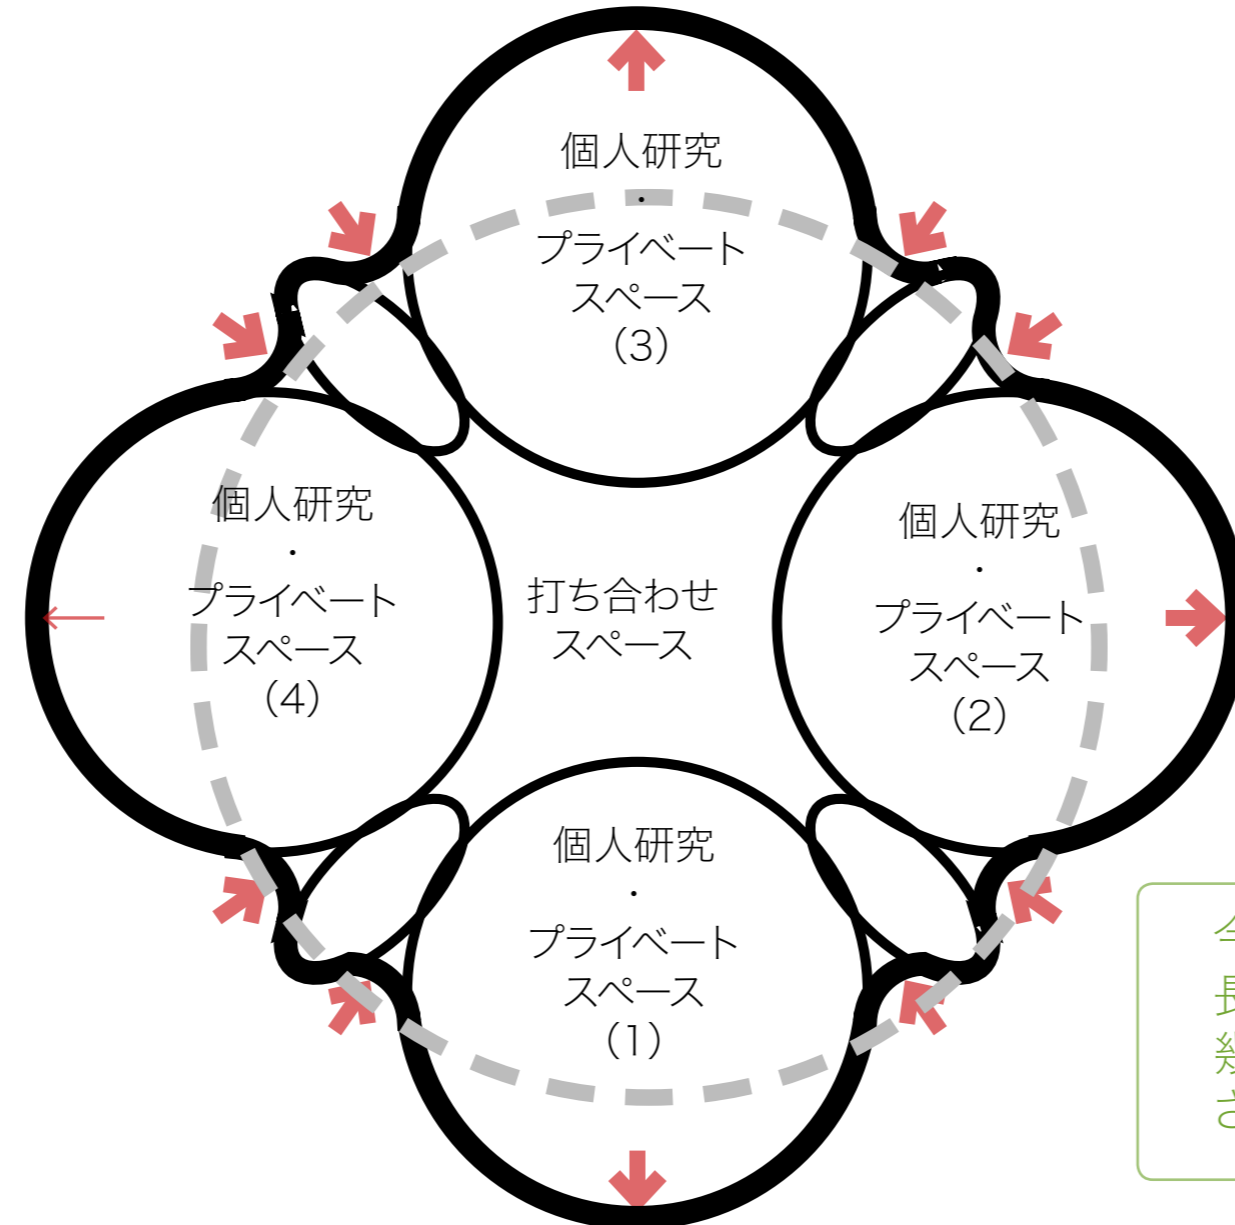 個人研究
・
プライベート
スペース
（3）
個人研究
・
プライベート
スペース
（4）
打ち合わせ
スペース
個人研究
・
プライベート
スペース
（2）
個人研究
・
プライベート
スペース
（1）
長
さ